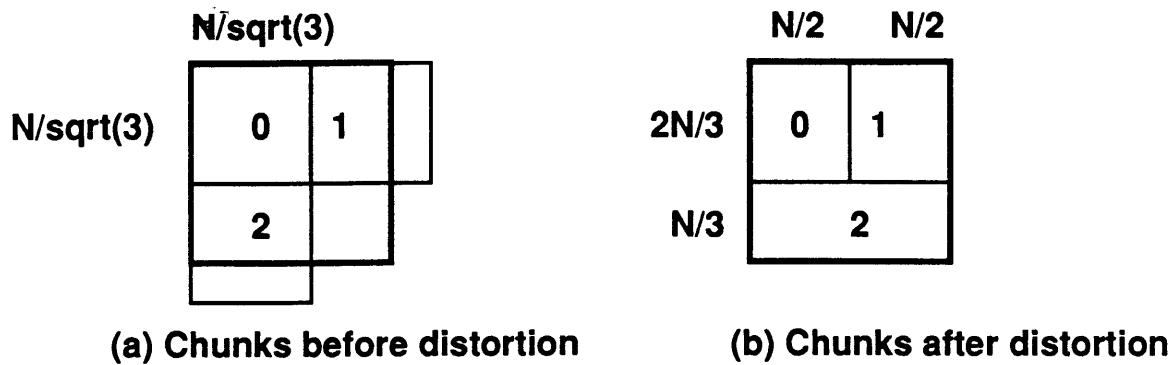 N/sqrt(3)
N/sqrt(3)
0
1
2
(a) Chunks before distortion
N/2
N/2
2N/3
0
1
N/3
2
(b) Chunks after distortion